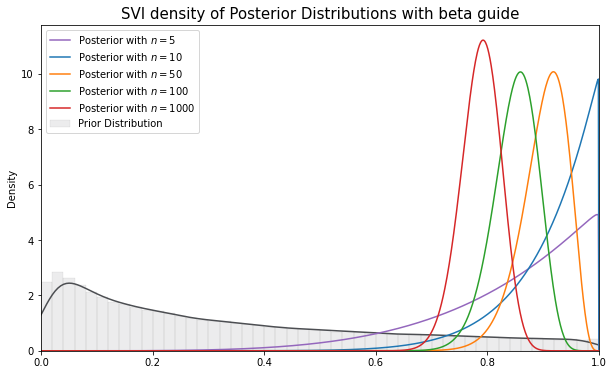 SVI density of Posterior Distributions with beta guide
Posterior with n = 5
Posterior with n = 10
Posterior with n = 50
Posterior with n = 100
Posterior with n = 1000
Prior Distribution
Density
10
8
6
4
2
0
0.0 0.2 0.4 0.6 0.8 1.0